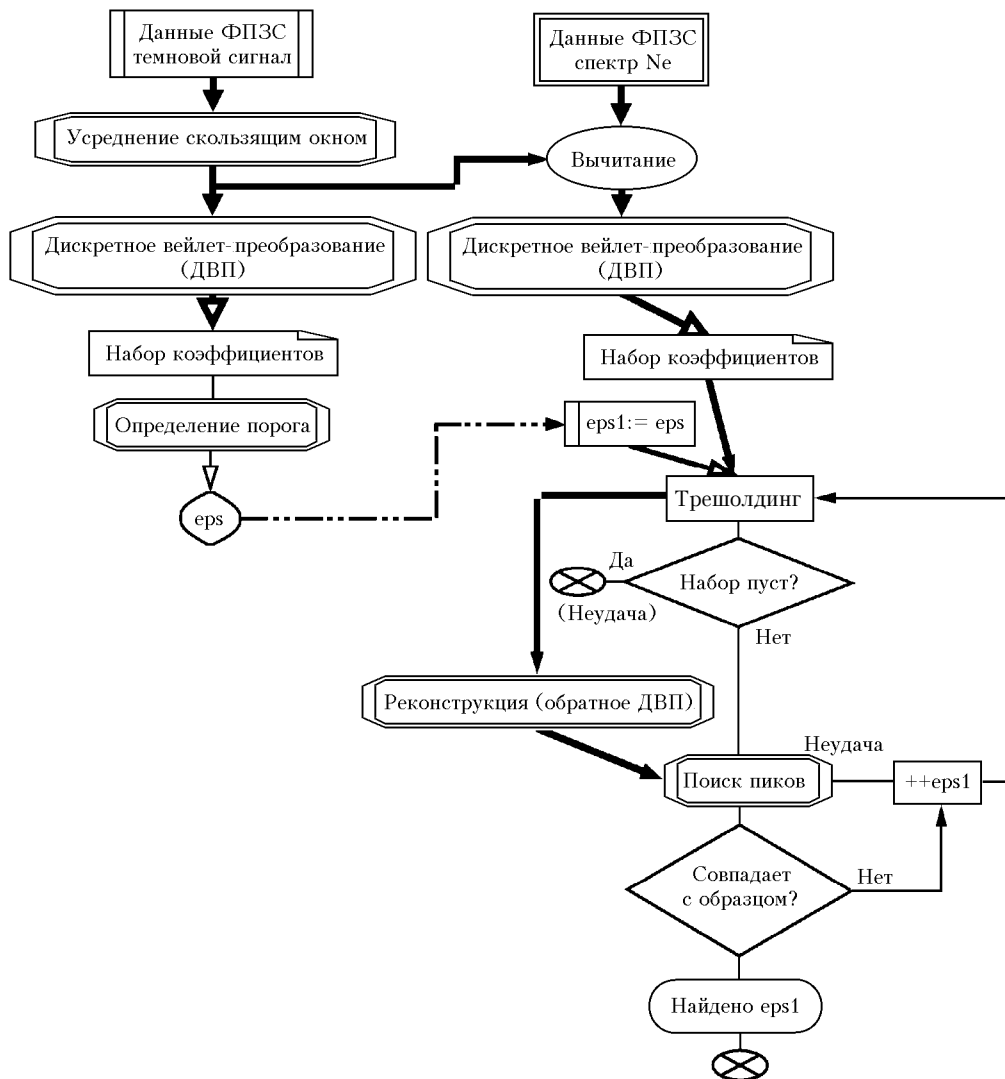 Данные ФПЗС
темновой сигнал
Данные ФПЗС
спектр Ne
Усреднение скользящим окном
Вычитание
Дискретное вейлет-преобразование
(ДВП)
Дискретное вейлет-преобразование
(ДВП)
Набор коэффициентов
Набор коэффициентов
Определение порога
eps1:= eps
eps
Трешолдинг
Да
Набор пуст?
(Неудача)
Нет
Реконструкция (обратное ДВП)
Неудача
Поиск пиков
++eps1
Совпадает
с образцом?
Нет
Найдено eps1